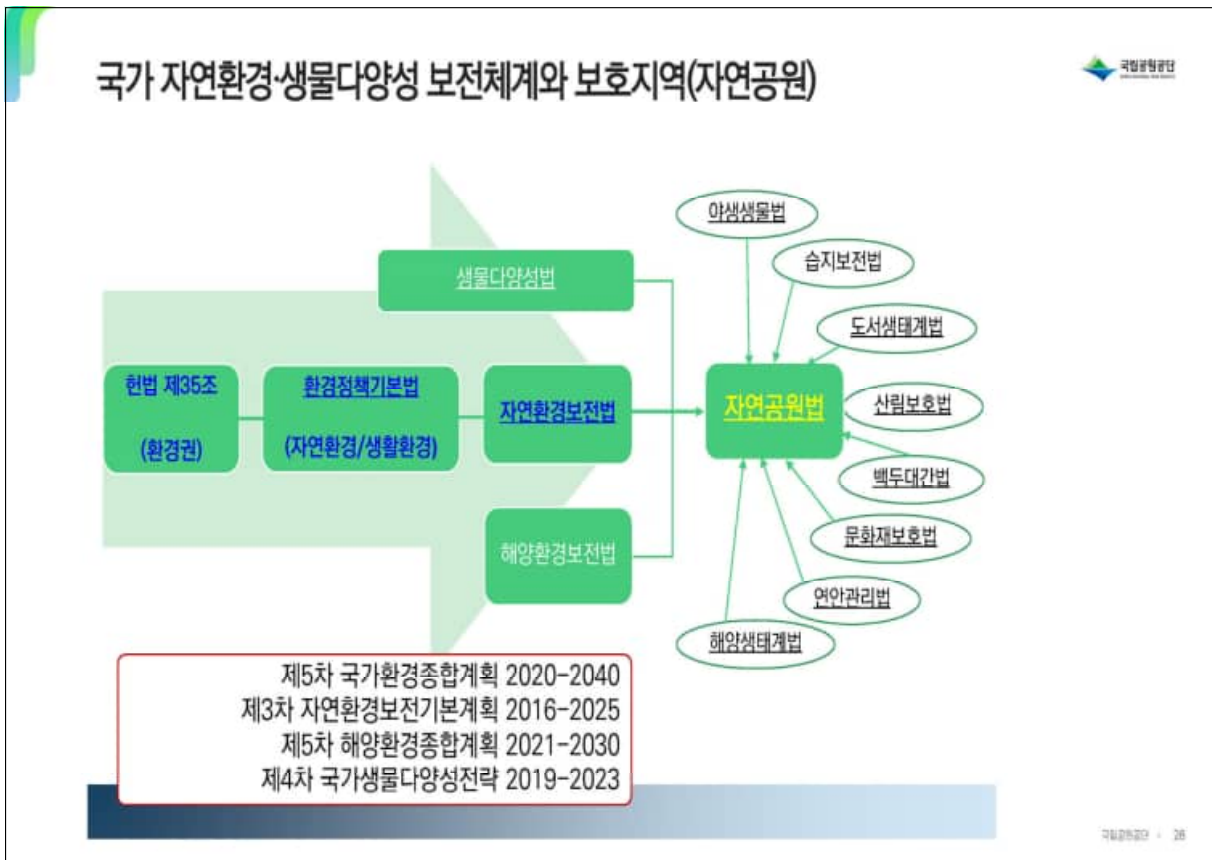 국가 자연환경·생물다양성 보전체계와 보호지역(자연공원)
국립공원공단
야생생물법
습지보전법
생물다양성법
도서생태계법
헌법 제35조
(환경권)
환경정책기본법
(자연환경/생활환경)
자연환경보전법
자연공원법
산림보호법
백두대간법
문화재보호법
해양환경보전법
연안관리법
해양생태계법
제5차 국가환경종합계획 2020-2040
제3차 자연환경보전기본계획 2016-2025
제5차 해양환경종합계획 2021-2030
제4차 국가생물다양성전략 2019-2023
국립공원공단